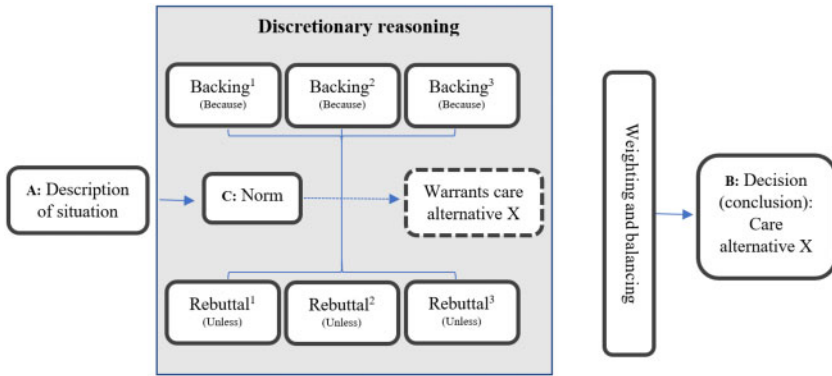 Discretionary reasoning
Backing¹ Backing² Backing³
(Because) (Because) (Because)
A: Description
of situation
C: Norm
Warrants care
alternative X
Rebuttal¹ Rebuttal² Rebuttal³
(Unless) (Unless) (Unless)
Weighting and balancing
B: Decision
(conclusion):
Care
alternative X